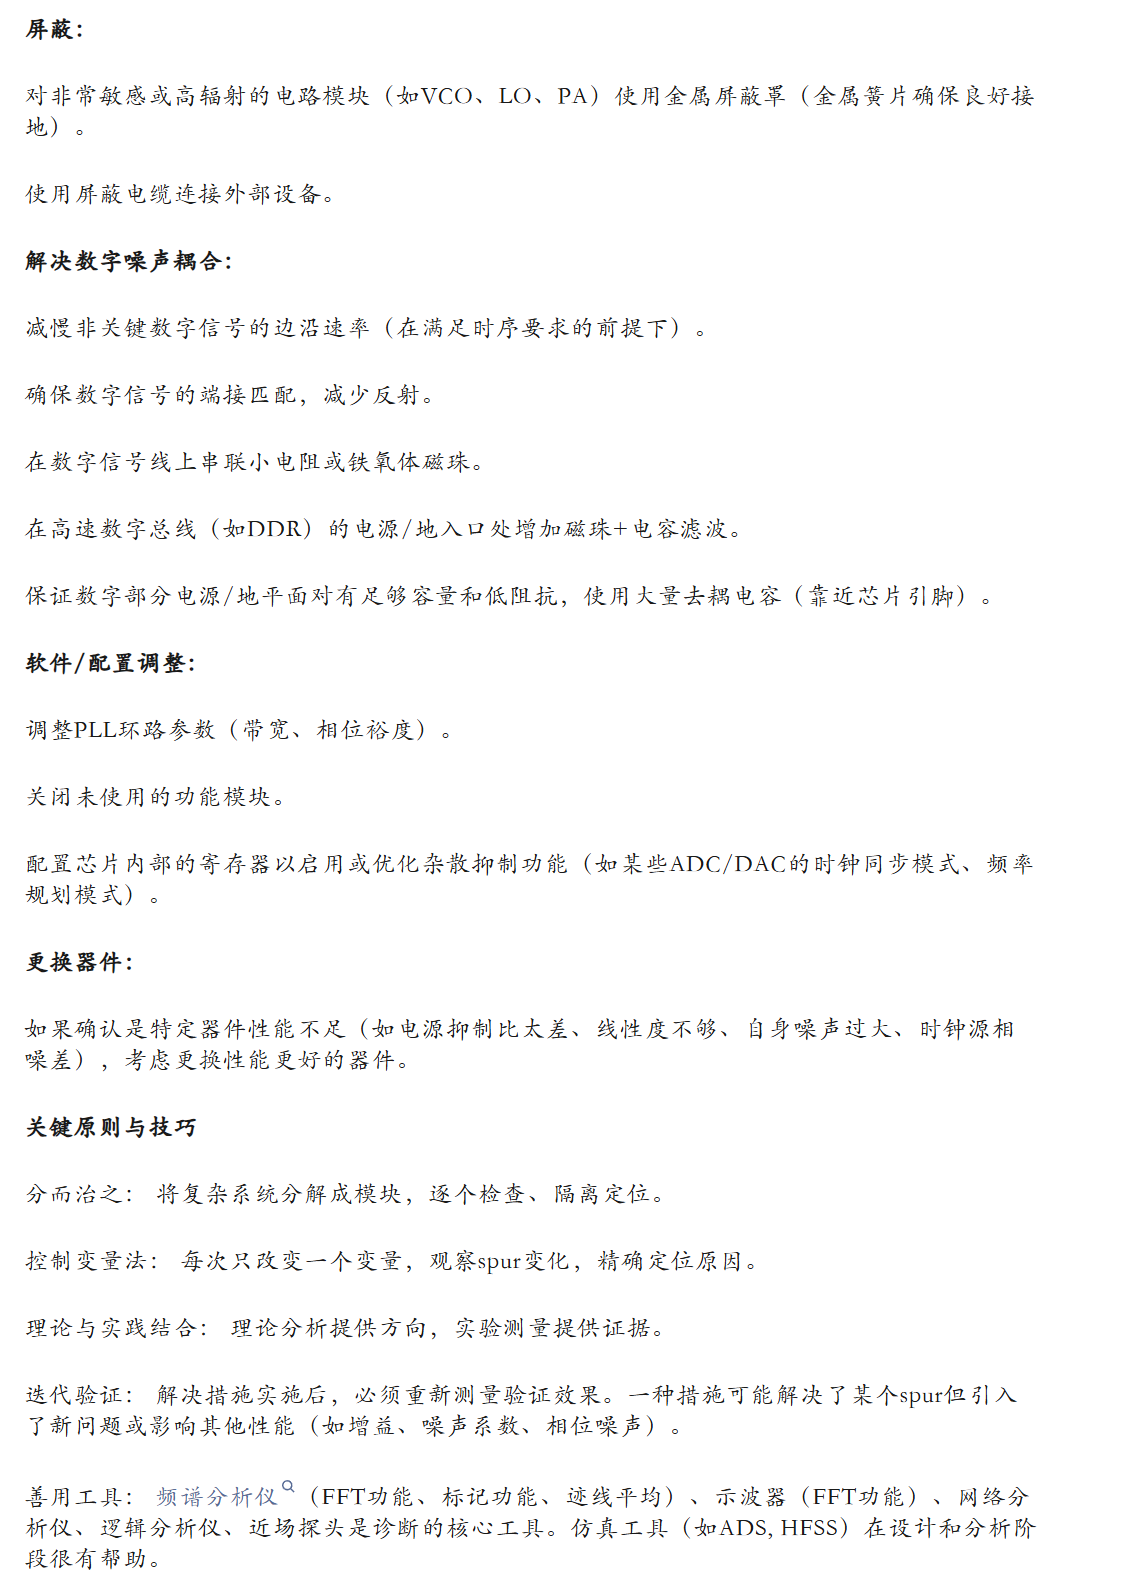 屏蔽：
对非常敏感或高辐射的电路模块（如VCO、LO、PA）使用金属屏蔽罩（金属簧片确保良好接
地）。
使用屏蔽电缆连接外部设备。
解决数字噪声耦合：
减慢非关键数字信号的边沿速率（在满足时序要求的前提下）。
确保数字信号的端接匹配，减少反射。
在数字信号线上串联小电阻或铁氧体磁珠。
在高速数字总线（如DDR）的电源/地入口处增加磁珠+电容滤波。
保证数字部分电源/地平面对有足够容量和低阻抗，使用大量去耦电容（靠近芯片引脚）。
软件/配置调整：
调整PLL环路参数（带宽、相位裕度）。
关闭未使用的功能模块。
配置芯片内部的寄存器以启用或优化杂散抑制功能（如某些ADC/DAC的时钟同步模式、频率
规划模式）。
更换器件：
如果确认是特定器件性能不足（如电源抑制比太差、线性度不够、自身噪声过大、时钟源相
噪差），考虑更换性能更好的器件。
关键原则与技巧
分而治之： 将复杂系统分解成模块，逐个检查、隔离定位。
控制变量法： 每次只改变一个变量，观察spur变化，精确定位原因。
理论与实践结合： 理论分析提供方向，实验测量提供证据。
迭代验证： 解决措施实施后，必须重新测量验证效果。一种措施可能解决了某个spur但引入
了新问题或影响其他性能（如增益、噪声系数、相位噪声）。
善用工具： 频谱分析仪（FFT功能、标记功能、迹线平均）、示波器（FFT功能）、网络分
析仪、逻辑分析仪、近场探头是诊断的核心工具。仿真工具（如ADS, HFSS）在设计和分析阶
段很有帮助。